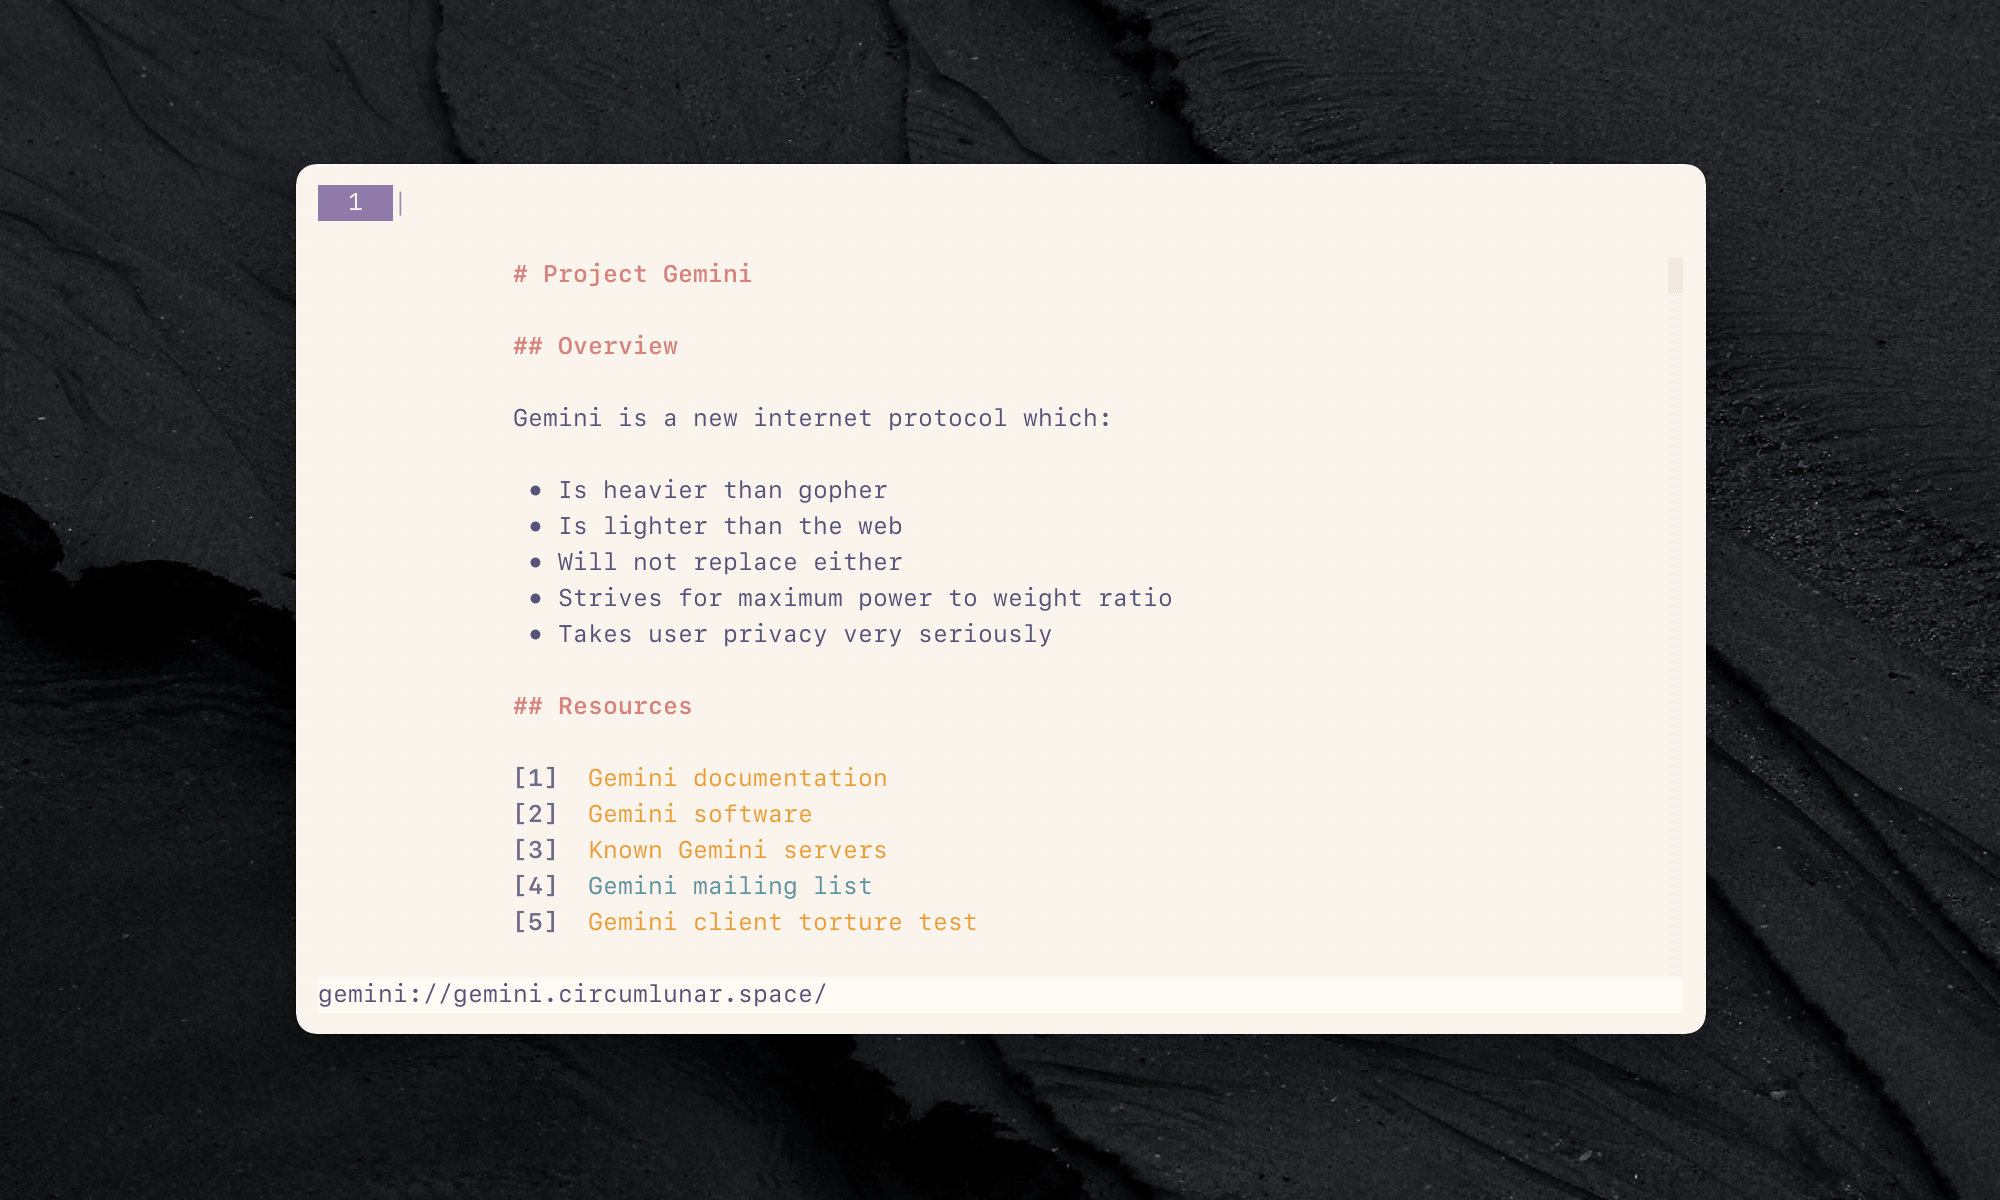 1
# Project Gemini
## Overview
Gemini is a new internet protocol which:
• Is heavier than gopher
• Is lighter than the web
• Will not replace either
• Strives for maximum power to weight ratio
• Takes user privacy very seriously
## Resources
[1] Gemini documentation
[2] Gemini software
[3] Known Gemini servers
[4] Gemini mailing list
[5] Gemini client torture test
gemini://gemini.circumlunar.space/